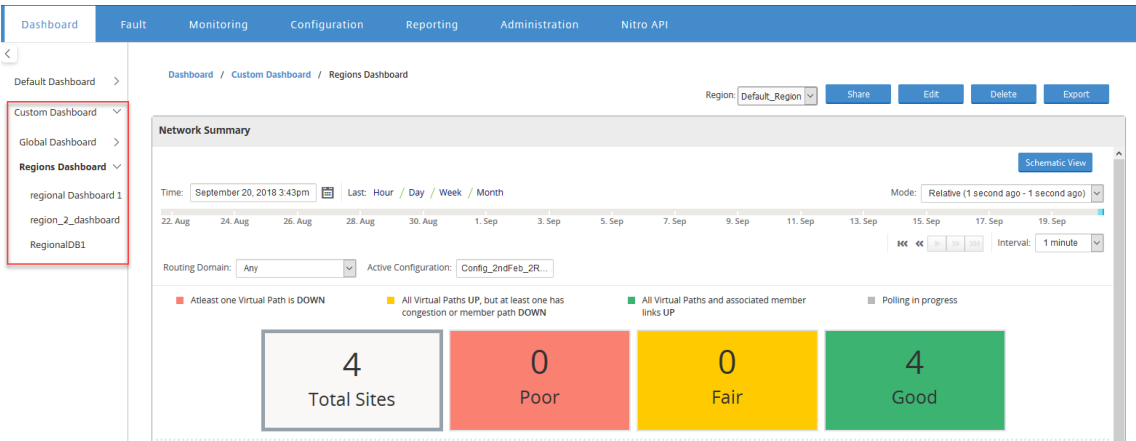 Dashboard Fault Monitoring Configuration Reporting Administration Nitro API
Default Dashboard
Custom Dashboard
Global Dashboard
Regions Dashboard
regional Dashboard 1
region_2_dashboard
RegionalDB1
Dashboard / Custom Dashboard / Regions Dashboard
Region: Default_Region Share Edit Delete Export
Network Summary
Schematic View
Time: September 20, 2018 3:43pm Last: Hour / Day / Week / Month Mode: Relative (1 second ago - 1 second ago)
22. Aug 24. Aug 26. Aug 28. Aug 30. Aug 1. Sep 3. Sep 5. Sep 7. Sep 9. Sep 11. Sep 13. Sep 15. Sep 17. Sep 19. Sep
Interval: 1 minute
Routing Domain: Any Active Configuration: Config_2ndFeb_2R...
Atleast one Virtual Path is DOWN
All Virtual Paths UP, but at least one has
congestion or member path DOWN
All Virtual Paths and associated member
links UP
Polling in progress
4
Total Sites
0
Poor
0
Fair
4
Good